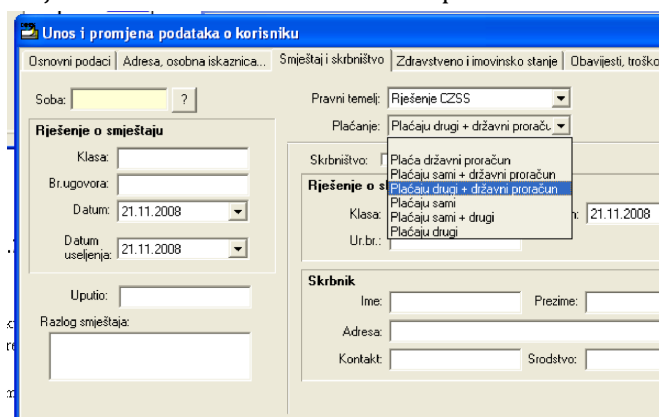 Unos i promjena podataka o korisniku
Osnovni podaci Adresa, osobna iskaznica... Smještaj i skrbništvo Zdravstveno i imovinsko stanje Obavijesti, troško
Soba: ? Pravni temelj: Rješenje CZSS
Plaćanje: Plaćaju drugi + državni proraču
Rješenje o smještaju
Klasa:
Br.ugovora:
Datum: 21.11.2008
Datum useljenja: 21.11.2008
Uputio:
Razlog smještaja:
Plaća državni proračun
Plaćaju sami + državni proračun
Plaćaju drugi + državni proračun
Plaćaju sami
Plaćaju sami + drugi
Plaćaju drugi
Skrbništvo:
Rješenje o s
Klasa: 21.11.2008
Ur.br.:
Skrbnik
Ime: Prezime:
Adresa:
Kontakt: Srodstvo: